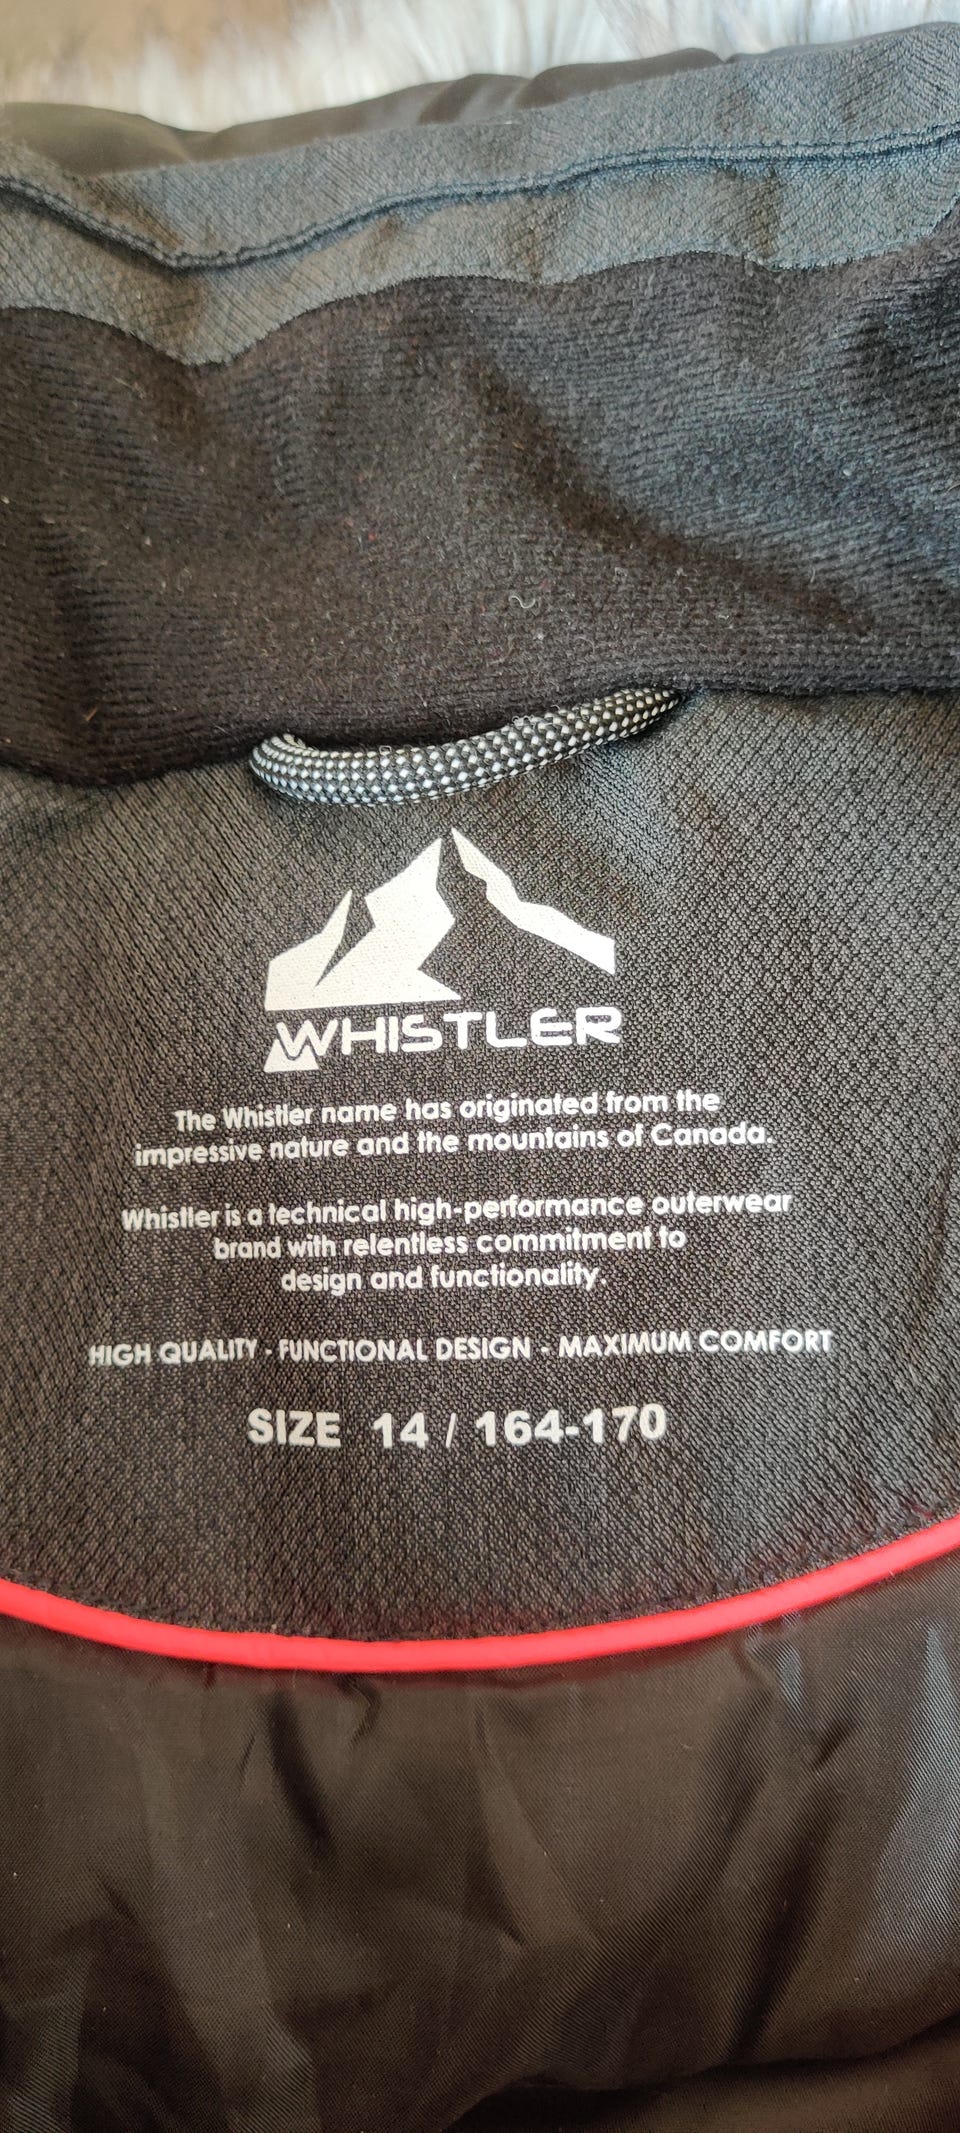 WHISTLER
The Whistler name has originated from the
impressive nature and the mountains of Canada.
Whistler is a technical high-performance outerwear
brand with relentless commitment to
design and functionality.
HIGH QUALITY - FUNCTIONAL DESIGN - MAXIMUM COMFORT
SIZE 14 / 164-170